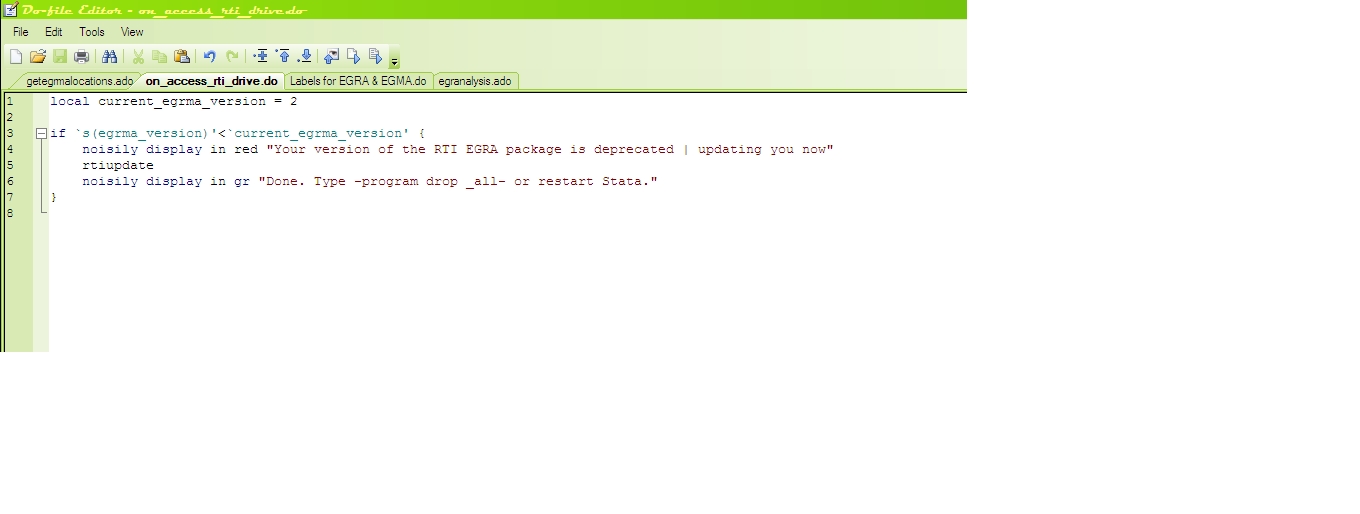 Do-file Editor - on_access_rti_drive.do
File Edit Tools View
getegmalocations.ado on_access_rti_drive.do Labels for EGRA & EGMA.do egranalysis.ado
1 local current_egrma_version = 2
2
3 if `s(egrma_version)'<`current_egrma_version' {
4 noisily display in red "Your version of the RTI EGRA package is deprecated | updating you now"
5 rtiupdate
6 noisily display in gr "Done. Type -program drop _all- or restart Stata."
7 }
8